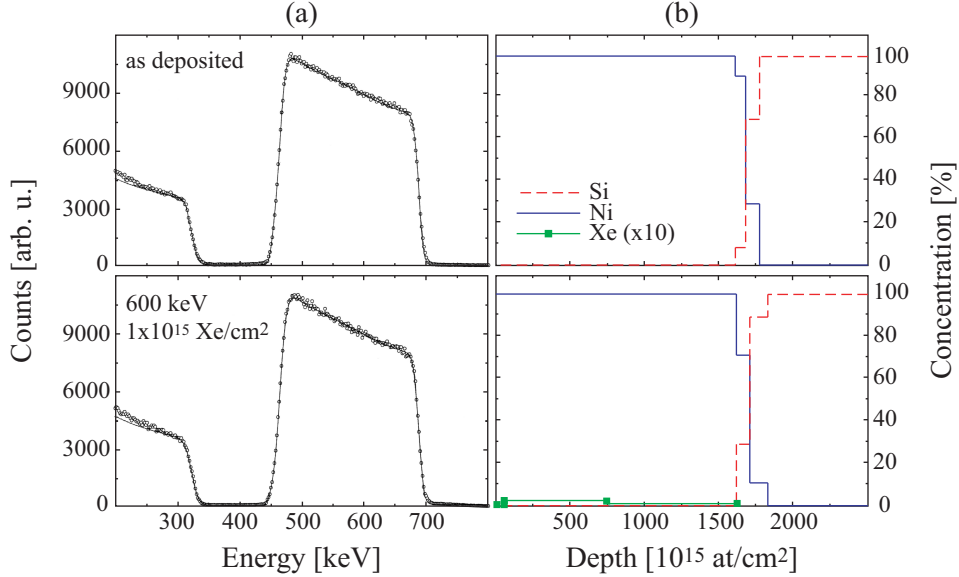 (a)
(b)
as deposited
9000
6000
3000
0
Si
Ni
Xe (x10)
100
80
60
40
20
0
600 keV
1x10¹⁵ Xe/cm²
9000
6000
3000
0
100
80
60
40
20
0
300 400 500 600 700
500 1000 1500 2000
Energy [keV]
Depth [10¹⁵ at/cm²]
Counts [arb. u.]
Concentration [%]